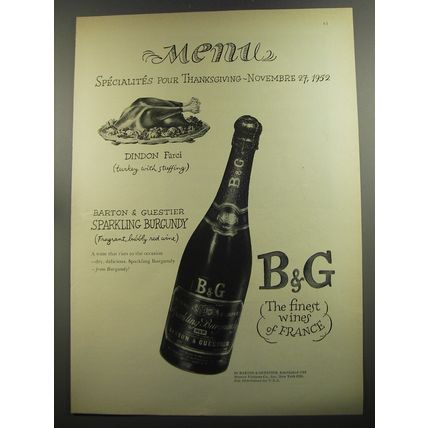 Menu
SPÉCIALITÉS POUR THANKSGIVING~NOVEMBRE 27, 1952
DINDON Farci
(turkey with stuffing)
BARTON & GUESTIER
SPARKLING BURGUNDY
(Fragrant, bubbly red wine)
A wine that rises to the occasion
—dry, delicious Sparkling Burgundy
—from Burgundy!
B&G
B&G
Sparkling Burgundy
BARTON & GUESTIER
B&G
(The finest
wines
of FRANCE)